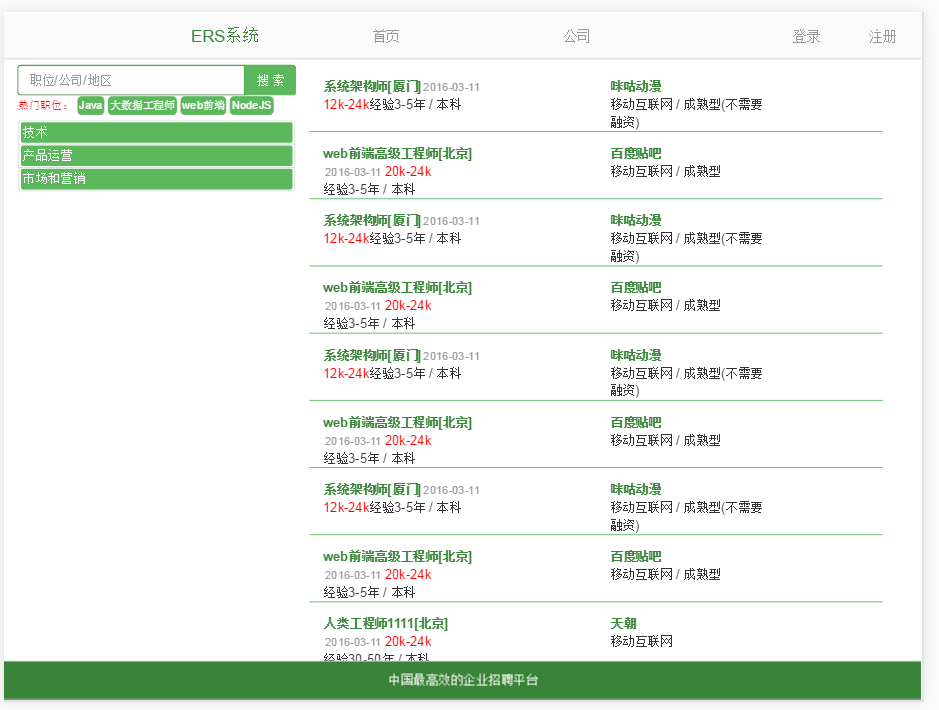 ERS系统 首页 公司 登录 注册
职位/公司/地区 搜 索
热门职位： Java 大数据工程师 web前端 NodeJS
技术
产品运营
市场和营销
系统架构师[厦门] 2016-03-11 咪咕动漫
12k-24k经验3-5年 / 本科 移动互联网 / 成熟型(不需要
融资)
web前端高级工程师[北京] 百度贴吧
2016-03-11 20k-24k 移动互联网 / 成熟型
经验3-5年 / 本科
系统架构师[厦门] 2016-03-11 咪咕动漫
12k-24k经验3-5年 / 本科 移动互联网 / 成熟型(不需要
融资)
web前端高级工程师[北京] 百度贴吧
2016-03-11 20k-24k 移动互联网 / 成熟型
经验3-5年 / 本科
系统架构师[厦门] 2016-03-11 咪咕动漫
12k-24k经验3-5年 / 本科 移动互联网 / 成熟型(不需要
融资)
web前端高级工程师[北京] 百度贴吧
2016-03-11 20k-24k 移动互联网 / 成熟型
经验3-5年 / 本科
系统架构师[厦门] 2016-03-11 咪咕动漫
12k-24k经验3-5年 / 本科 移动互联网 / 成熟型(不需要
融资)
web前端高级工程师[北京] 百度贴吧
2016-03-11 20k-24k 移动互联网 / 成熟型
经验3-5年 / 本科
人类工程师1111[北京] 天朝
2016-03-11 20k-24k 移动互联网
经验30-50年 / 本科
中国最高效的企业招聘平台